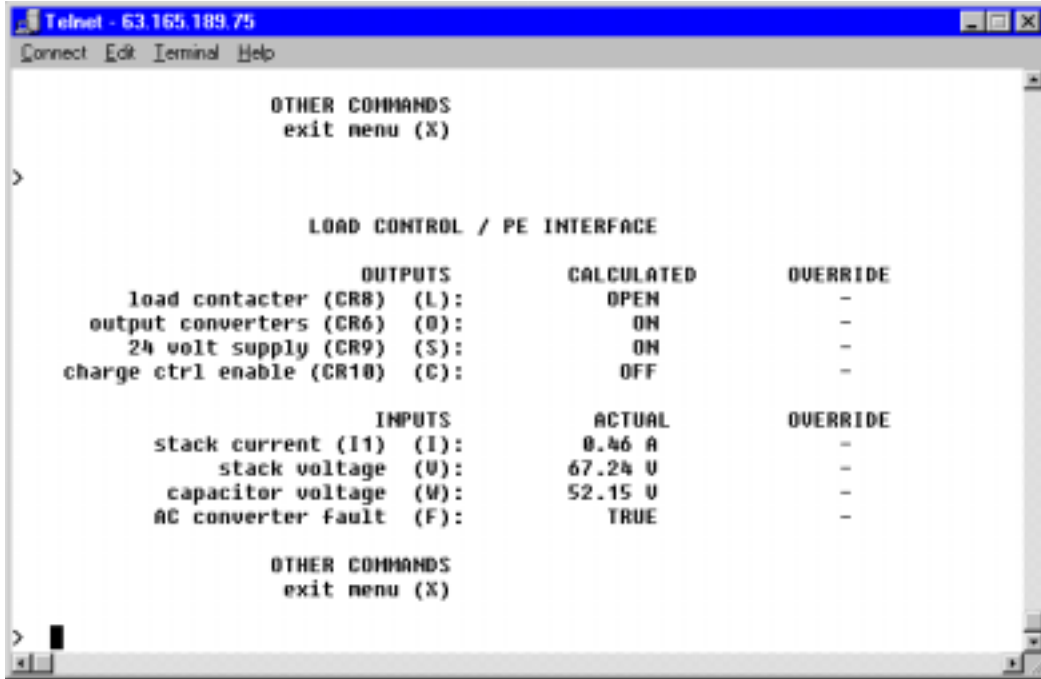 Telnet - 63.165.189.75
Connect Edit Terminal Help
OTHER COMMANDS
exit menu (X)
>
LOAD CONTROL / PE INTERFACE
OUTPUTS CALCULATED OVERRIDE
load contacter (CR8) (L): OPEN -
output converters (CR6) (O): ON -
24 volt supply (CR9) (S): ON -
charge ctrl enable (CR10) (C): OFF -
INPUTS ACTUAL OVERRIDE
stack current (I1) (I): 0.46 A -
stack voltage (V): 67.24 V -
capacitor voltage (W): 52.15 V -
AC converter fault (F): TRUE -
OTHER COMMANDS
exit menu (X)
>